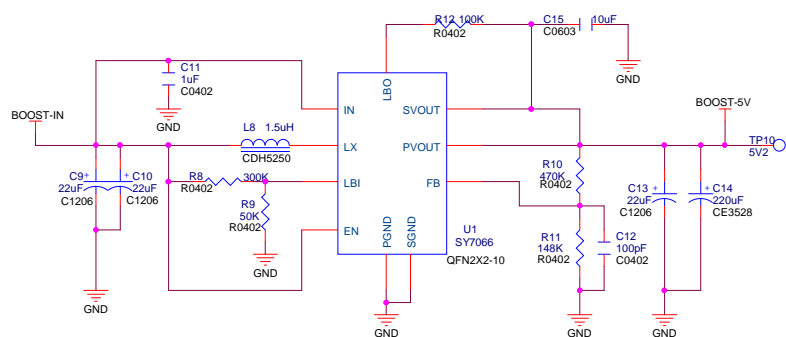 R12 100K
R0402
C15
10uF
C0603
GND
C11
1uF
C0402
GND
BOOST-IN
LBO
IN
SVOUT
BOOST-5V
L8 1.5uH
CDH5250
LX
PVOUT
TP10
5V2
C9
22uF
C1206
C10
22uF
C1206
R8 300K
R0402
LBI
FB
R10
470K
R0402
C13
22uF
C1206
C14
220uF
CE3528
R9
50K
R0402
GND
EN
PGND
SGND
U1
SY7066
QFN2X2-10
R11
148K
R0402
C12
100pF
C0402
GND
GND
GND
GND